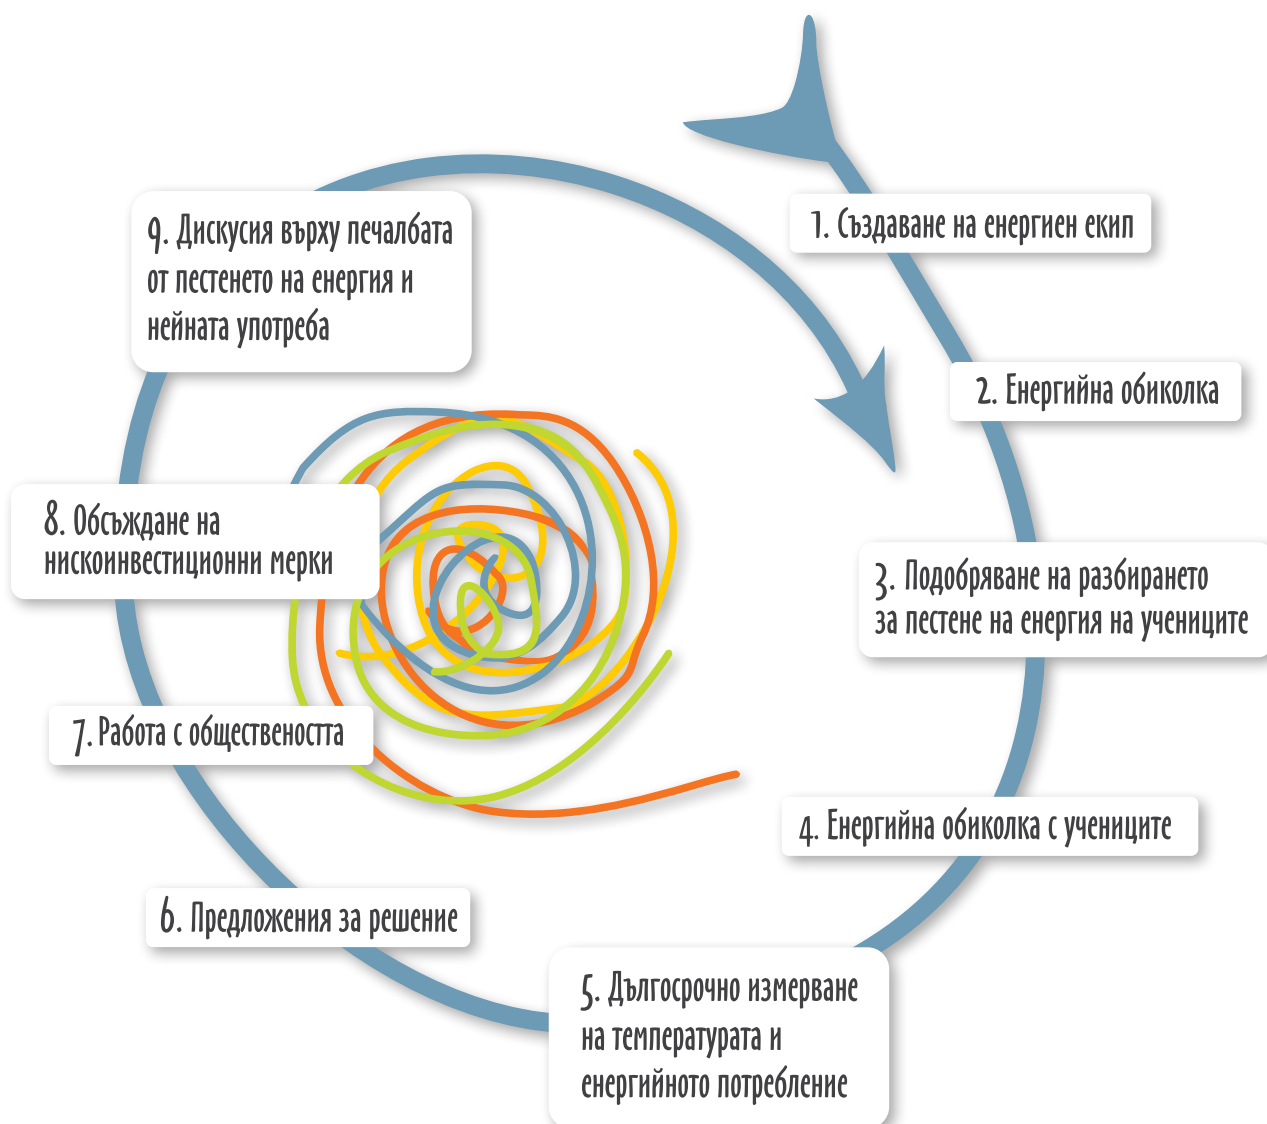 1. Създаване на енергиен екип
2. Енергийна обиколка
3. Подобряване на разбирането
за пестене на енергия на учениците
4. Енергийна обиколка с учениците
5. Дългосрочно измерване
на температурата и
енергийното потребление
6. Предложения за решение
7. Работа с обществеността
8. Обсъждане на
нискоинвестиционни мерки
9. Дискусия върху печалбата
от пестенето на енергия и
нейната употреба